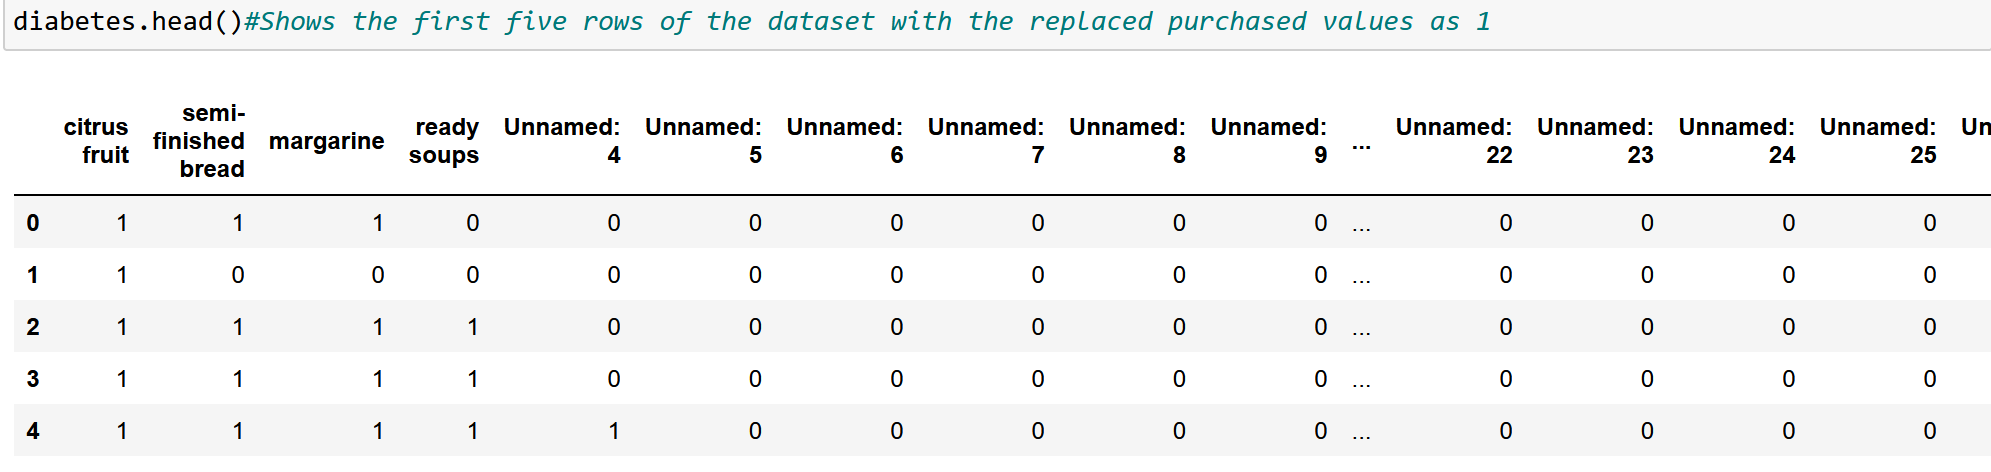 diabetes.head()#Shows the first five rows of the dataset with the replaced purchased values as 1
citrus fruit semi-finished bread margarine ready soups Unnamed: 4 Unnamed: 5 Unnamed: 6 Unnamed: 7 Unnamed: 8 Unnamed: 9 ... Unnamed: 22 Unnamed: 23 Unnamed: 24 Unnamed: 25 Un
0 1 1 1 0 0 0 0 0 0 0 ... 0 0 0 0
1 1 0 0 0 0 0 0 0 0 0 ... 0 0 0 0
2 1 1 1 1 0 0 0 0 0 0 ... 0 0 0 0
3 1 1 1 1 0 0 0 0 0 0 ... 0 0 0 0
4 1 1 1 1 1 0 0 0 0 0 ... 0 0 0 0